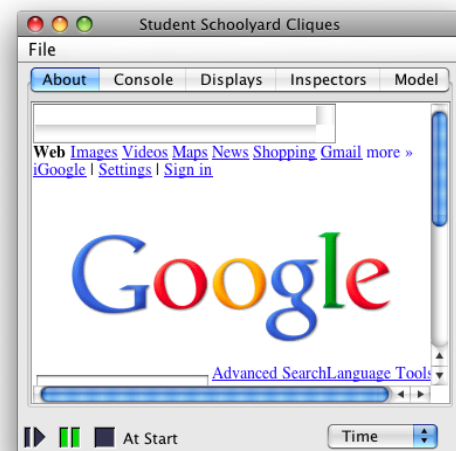 Student Schoolyard Cliques
File
About Console Displays Inspectors Model
Web Images Videos Maps News Shopping Gmail more »
iGoogle | Settings | Sign in
Google
Advanced SearchLanguage Tools
At Start Time